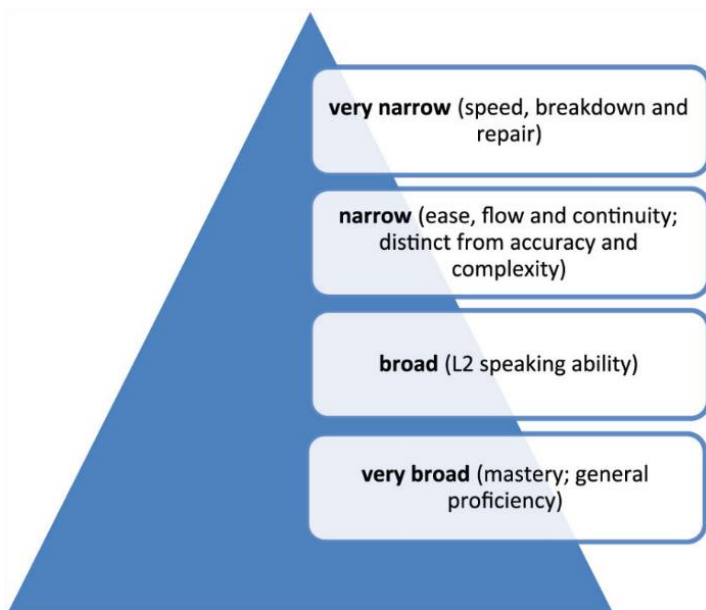 very narrow (speed, breakdown and
repair)
narrow (ease, flow and continuity;
distinct from accuracy and
complexity)
broad (L2 speaking ability)
very broad (mastery; general
proficiency)